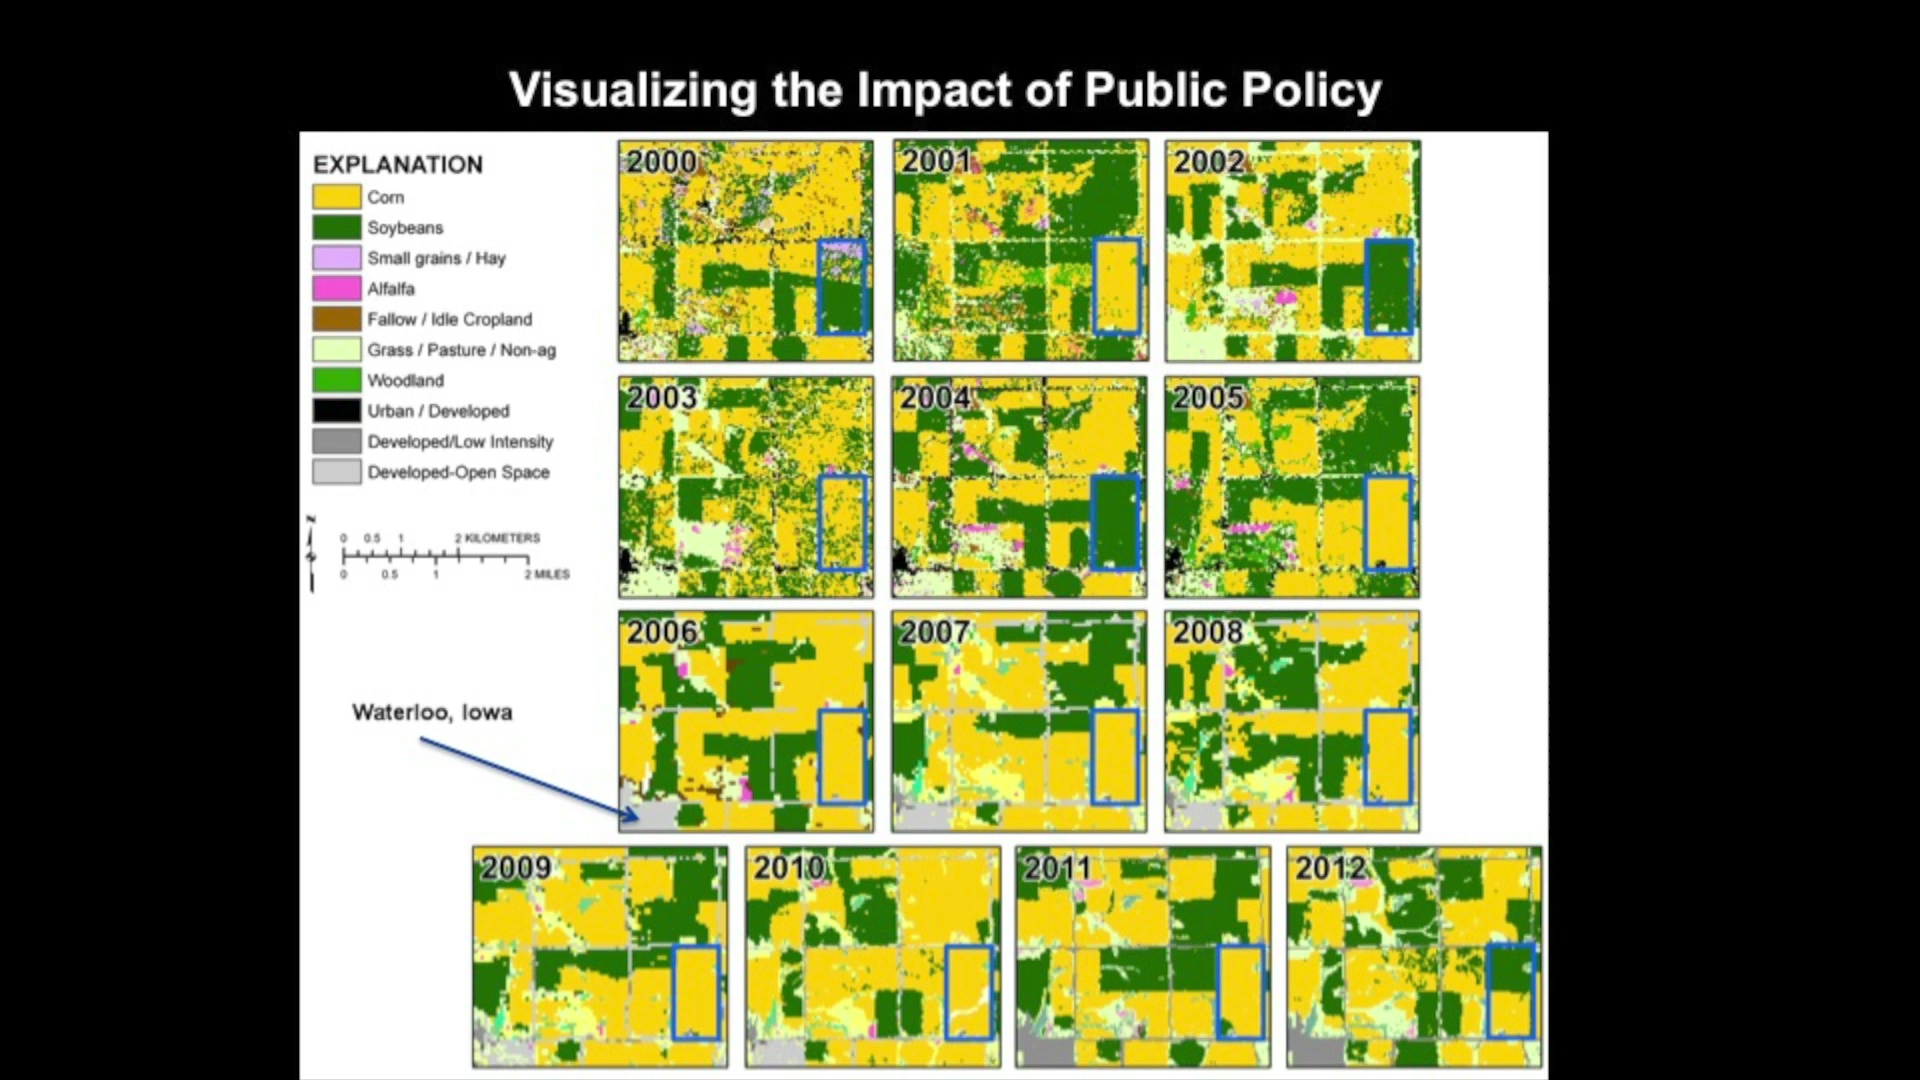 Visualizing the Impact of Public Policy
EXPLANATION
Corn
Soybeans
Small grains / Hay
Alfalfa
Fallow / Idle Cropland
Grass / Pasture / Non-ag
Woodland
Urban / Developed
Developed/Low Intensity
Developed-Open Space
N
0 0.5 1 2 KILOMETERS
0 0.5 1 2 MILES
Waterloo, Iowa
2000 2001 2002
2003 2004 2005
2006 2007 2008
2009 2010 2011 2012